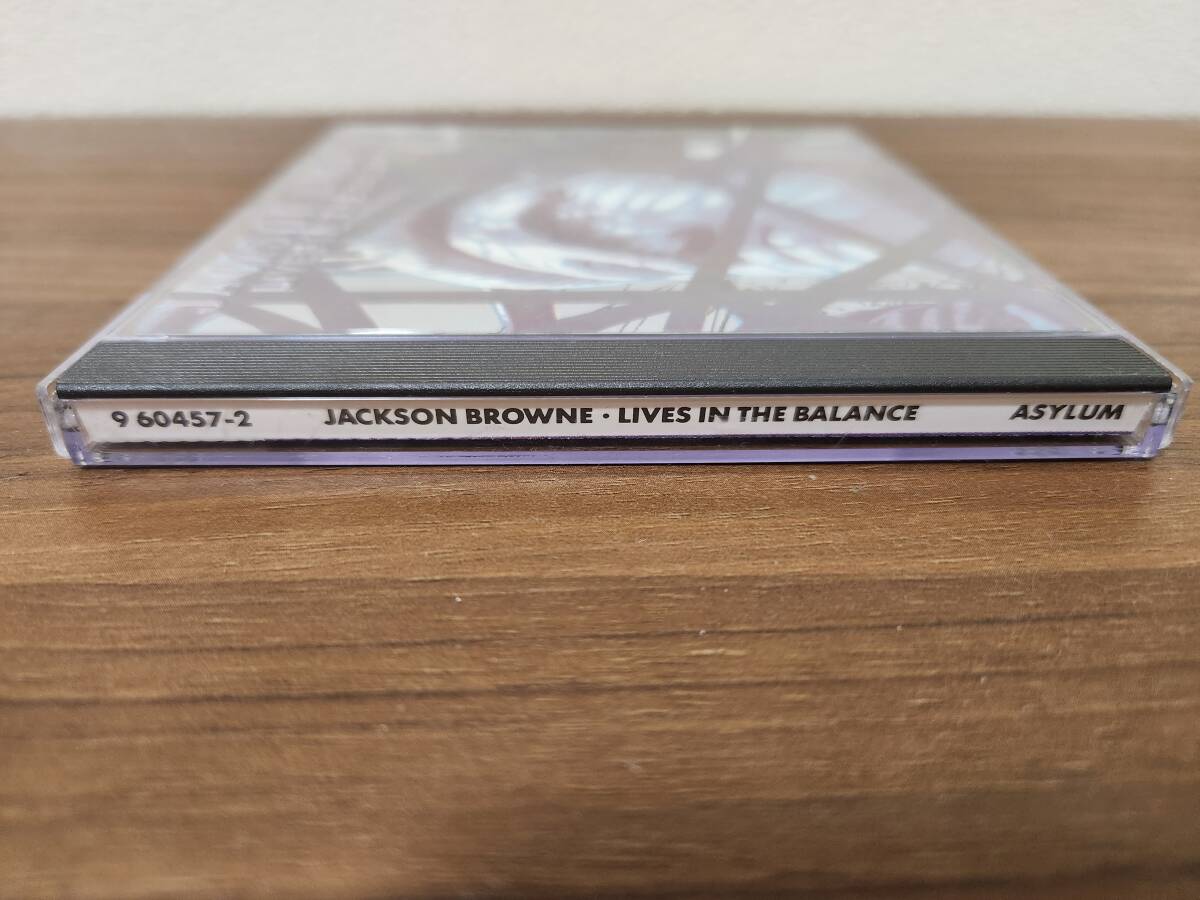 9 60457-2 JACKSON BROWNE · LIVES IN THE BALANCE ASYLUM